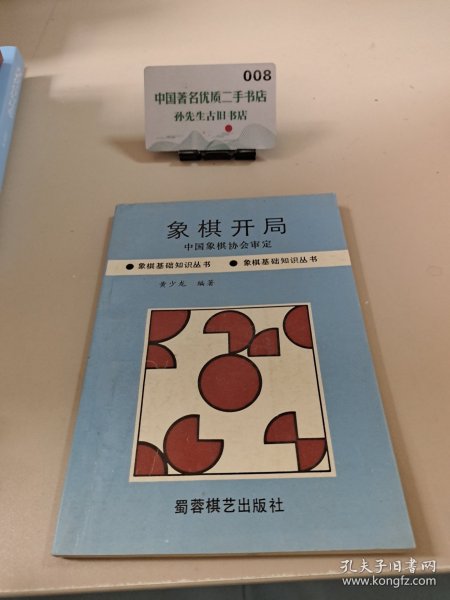 008
中国著名优质二手书店
孙先生古旧书店
象棋开局
中国象棋协会审定
●象棋基础知识丛书 ●象棋基础知识丛书
黄少龙 编著
蜀蓉棋艺出版社
孔夫子旧书网
www.kongfz.com